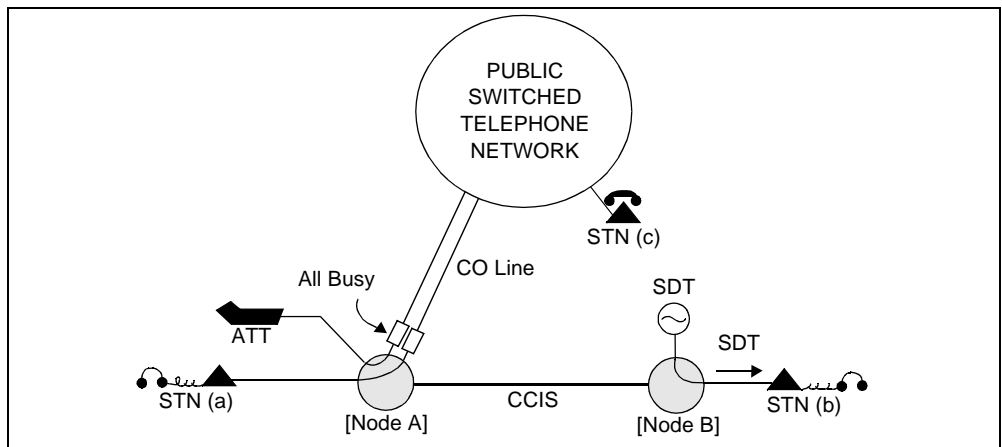 PUBLIC
SWITCHED
TELEPHONE
NETWORK
STN (c)
CO Line
All Busy
SDT
ATT
SDT
STN (a)
CCIS
STN (b)
[Node A]
[Node B]